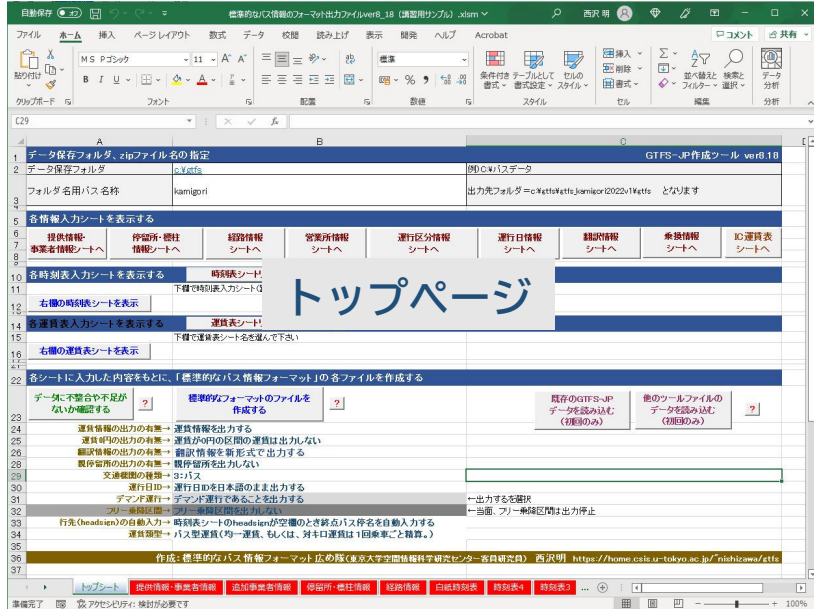 自動保存 オフ 標準的なバス情報のフォーマット出力ファイルver8_18（講習用サンプル）.xlsm 西沢 明
ファイル ホーム 挿入 ページ レイアウト 数式 データ 校閲 読み上げ 表示 開発 ヘルプ Acrobat コメント 共有
ＭＳ Ｐゴシック 11 標準
貼り付け 条件付き書式 テーブルとして書式設定 セルのスタイル 挿入 削除 書式 並べ替えとフィルター 検索と選択 データ分析
クリップボード フォント 配置 数値 スタイル セル 編集 分析
C29
A B C
1 データ保存フォルダ、zipファイル名の指定 GTFS-JP作成ツール ver8.18
2 データ保存フォルダ c:¥gtfs 例)C:¥バスデータ
3 フォルダ名用バス名称 kamigori 出力先フォルダ＝c:¥gtfs¥gtfs_kamigori2022v1¥gtfs となります
5 各情報入力シートを表示する
提供情報・事業者情報シートへ 停留所・標柱情報シートへ 経路情報シートへ 営業所情報シートへ 運行区分情報シートへ 運行日情報シートへ 翻訳情報シートへ 乗換情報シートへ IC運賃表シートへ
10 各時刻表入力シートを表示する
11 下欄で時刻表入力シート
12 右欄の時刻表シートを表示
トップページ
14 各運賃表入力シートを表示する
15 下欄で運賃表シート名を選んで下さい
16 右欄の運賃表シートを表示
22 各シートに入力した内容をもとに、「標準的なバス情報フォーマット」の各ファイルを作成する
23 データに不整合や不足がないか確認する ? 標準的なフォーマットのファイルを作成する ? 既存のGTFS-JPデータを読み込む（初回のみ） 他のツールファイルのデータを読み込む（初回のみ） ?
24 運賃情報の出力の有無→ 運賃情報を出力する
25 運賃0円の出力の有無→ 運賃が0円の区間の運賃は出力しない
26 翻訳情報の出力の有無→ 翻訳情報を新形式で出力する
28 親停留所の出力の有無→ 親停留所を出力しない
29 交通機関の種類→ 3:バス
30 運行日ID→ 運行日IDを日本語のまま出力する
31 デマンド運行→ デマンド運行であることを出力する ←出力するを選択
32 フリー乗降区間→ フリー乗降区間を出力しない ←当面、フリー乗降区間は出力停止
33 行先(headsign)の自動入力→ 時刻表シートのheadsignが空欄のとき終点バス停名を自動入力する
34 運賃類型→ バス型運賃(均一運賃、もしくは、対キロ運賃は1回乗車ごと精算。)
35
36 作成:標準的なバス情報フォーマット広め隊(東京大学空間情報科学研究センター客員研究員) 西沢明 https://home.csis.u-tokyo.ac.jp/~nishizawa/gtfs
37
トップシート 提供情報・事業者情報 追加事業者情報 停留所・標柱情報 経路情報 白紙時刻表 時刻表4 時刻表3 ...
準備完了 アクセシビリティ: 検討が必要です 100%